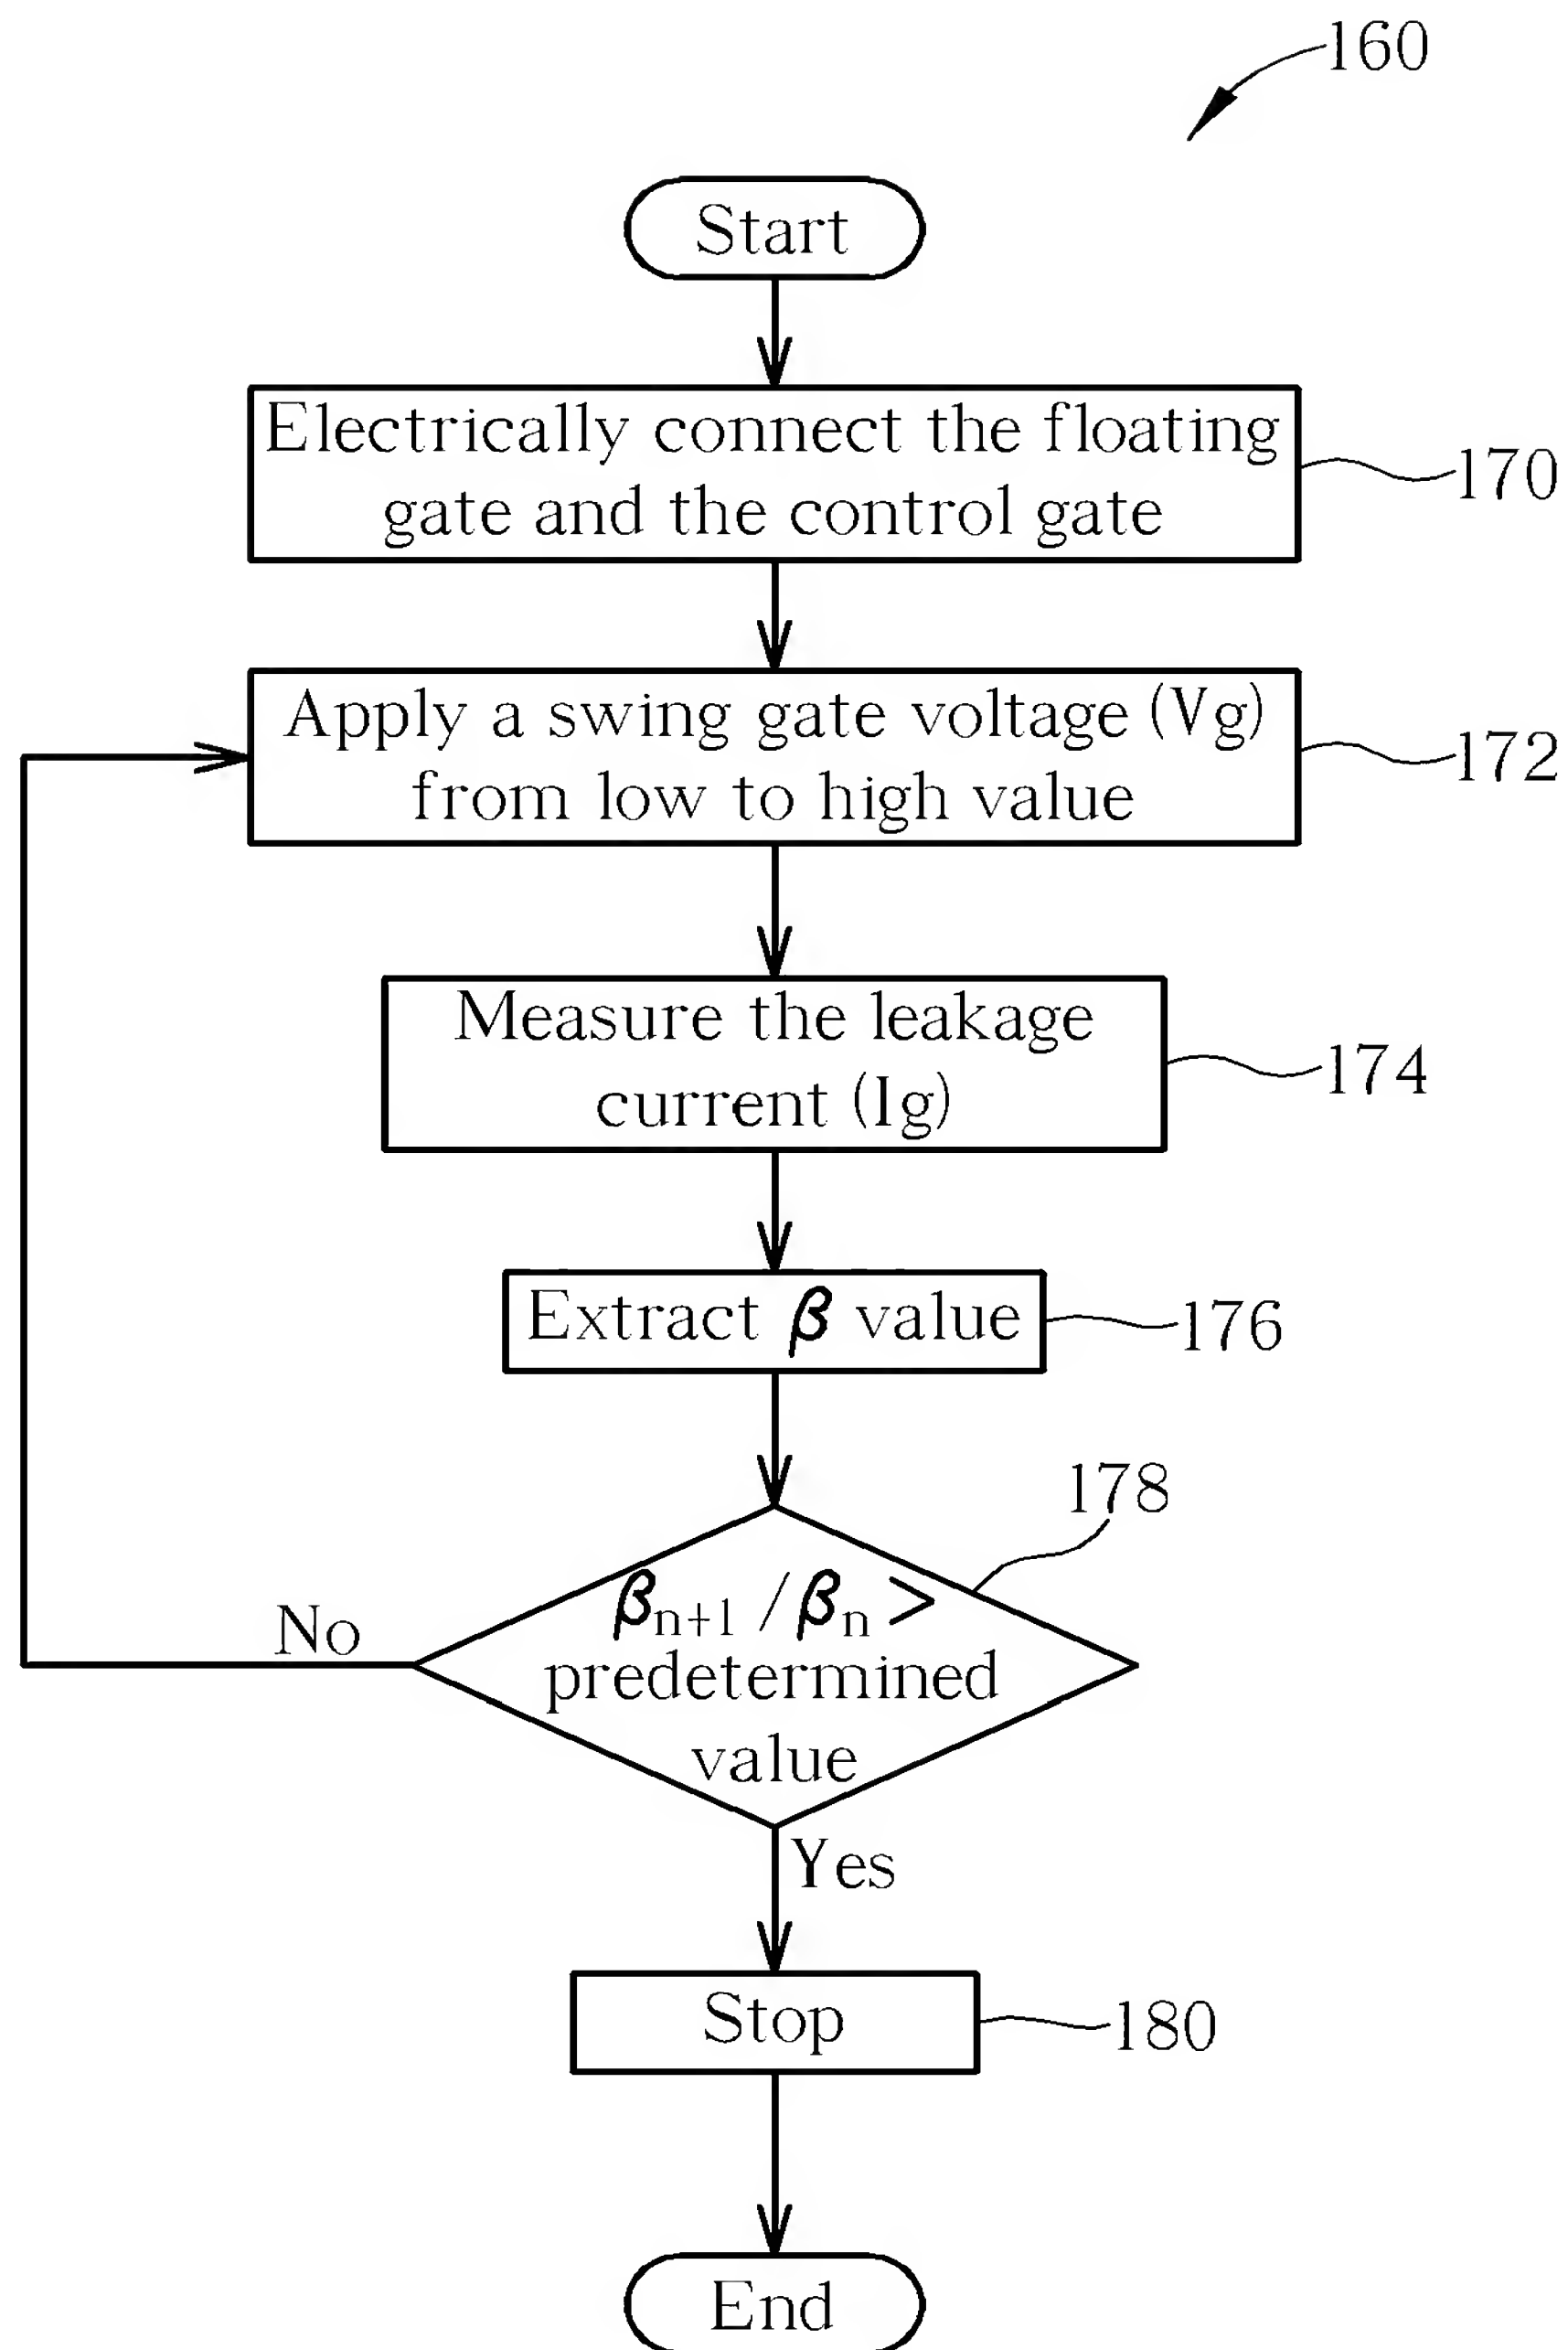 160
Start
Electrically connect the floating
gate and the control gate
170
Apply a swing gate voltage (Vg)
from low to high value
172
Measure the leakage
current (Ig)
174
Extract β value
176
178
βn+1 /βn >
predetermined
value
No
Yes
Stop
180
End